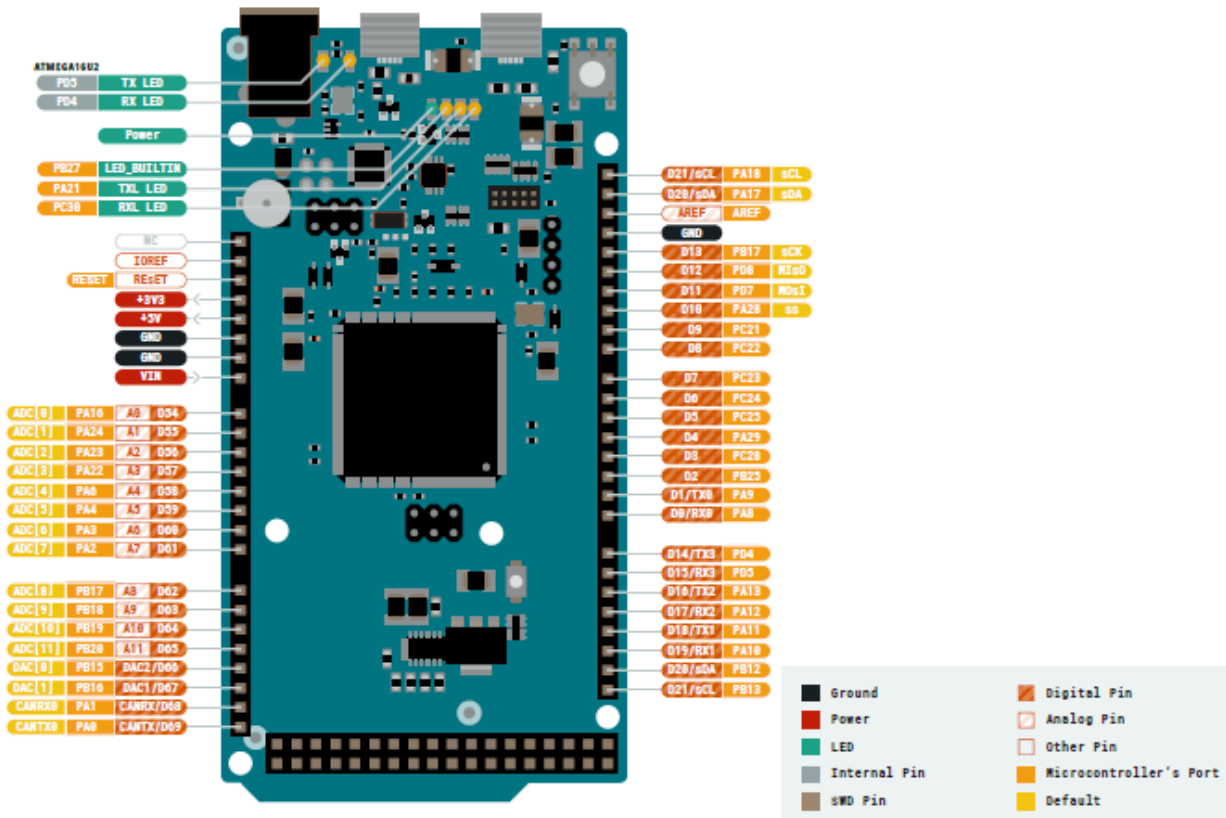 ATMEGA16U2
PD5 TX LED
PD4 RX LED
Power
PB27 LED_BUILTIN
PA21 TXL LED
PC30 RXL LED
NC
IOREF
RESET REsET
+3V3
+5V
GND
GND
VIN
ADC[0] PA16 A0 D54
ADC[1] PA24 A1 D55
ADC[2] PA23 A2 D56
ADC[3] PA22 A3 D57
ADC[4] PA6 A4 D58
ADC[5] PA4 A5 D59
ADC[6] PA3 A6 D60
ADC[7] PA2 A7 D61
ADC[8] PB17 A8 D62
ADC[9] PB18 A9 D63
ADC[10] PB19 A10 D64
ADC[11] PB20 A11 D65
DAC[0] PB15 DAC2/D66
DAC[1] PB16 DAC1/D67
CANRX0 PA1 CANRX/D68
CANTX0 PA0 CANTX/D69
D21/sCL PA18 sCL
D20/sDA PA17 sDA
AREF AREF
GND
D13 PB17 sCK
D12 PD8 MIsO
D11 PD7 MOsI
D10 PA28 ss
D9 PC21
D8 PC22
D7 PC23
D6 PC24
D5 PC25
D4 PA29
D3 PC28
D2 PB25
D1/TX0 PA9
D0/RX0 PA8
D14/TX3 PD4
D15/RX3 PD5
D16/TX2 PA13
D17/RX2 PA12
D18/TX1 PA11
D19/RX1 PA10
D20/sDA PB12
D21/sCL PB13
Ground
Power
LED
Internal Pin
sWD Pin
Digital Pin
Analog Pin
Other Pin
Microcontroller's Port
Default